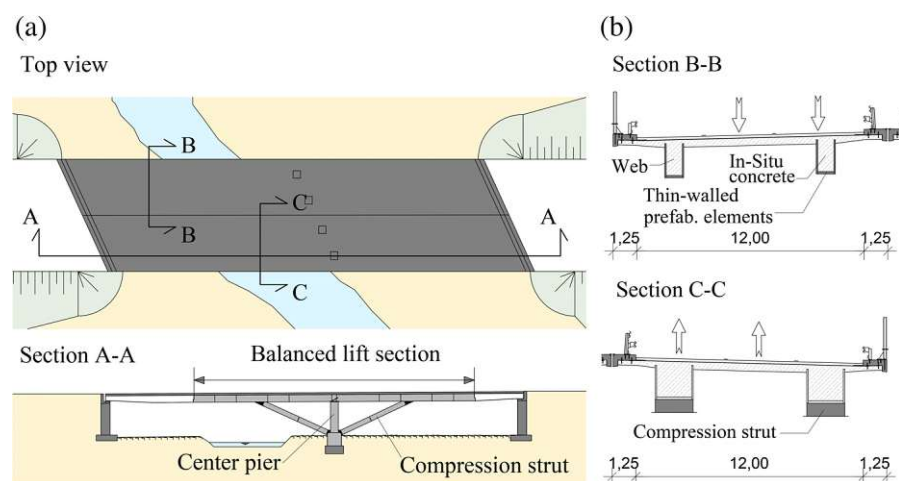 (a)
Top view
B
B
C
C
A
A
Section A-A
Balanced lift section
Center pier
Compression strut
(b)
Section B-B
Web
In-Situ
concrete
Thin-walled
prefab. elements
1,25
12,00
1,25
Section C-C
Compression strut
1,25
12,00
1,25